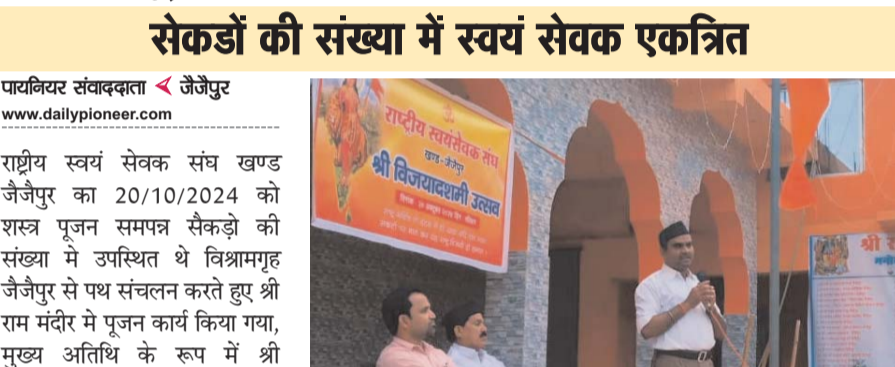 सेकडों की संख्या में स्वयं सेवक एकत्रित
पायनियर संवाददाता < जैजैपुर
www.dailypioneer.com
राष्ट्रीय स्वयं सेवक संघ खण्ड
जैजैपुर का 20/10/2024 को
शस्त्र पूजन समपन्न सैकड़ो की
संख्या मे उपस्थित थे विश्रामगृह
जैजैपुर से पथ संचलन करते हुए श्री
राम मंदीर मे पूजन कार्य किया गया,
मुख्य अतिथि के रूप में श्री
राष्ट्रीय स्वयंसेवक संघ
खण्ड- जैजैपुर
श्री विजयादशमी उत्सव
श्री